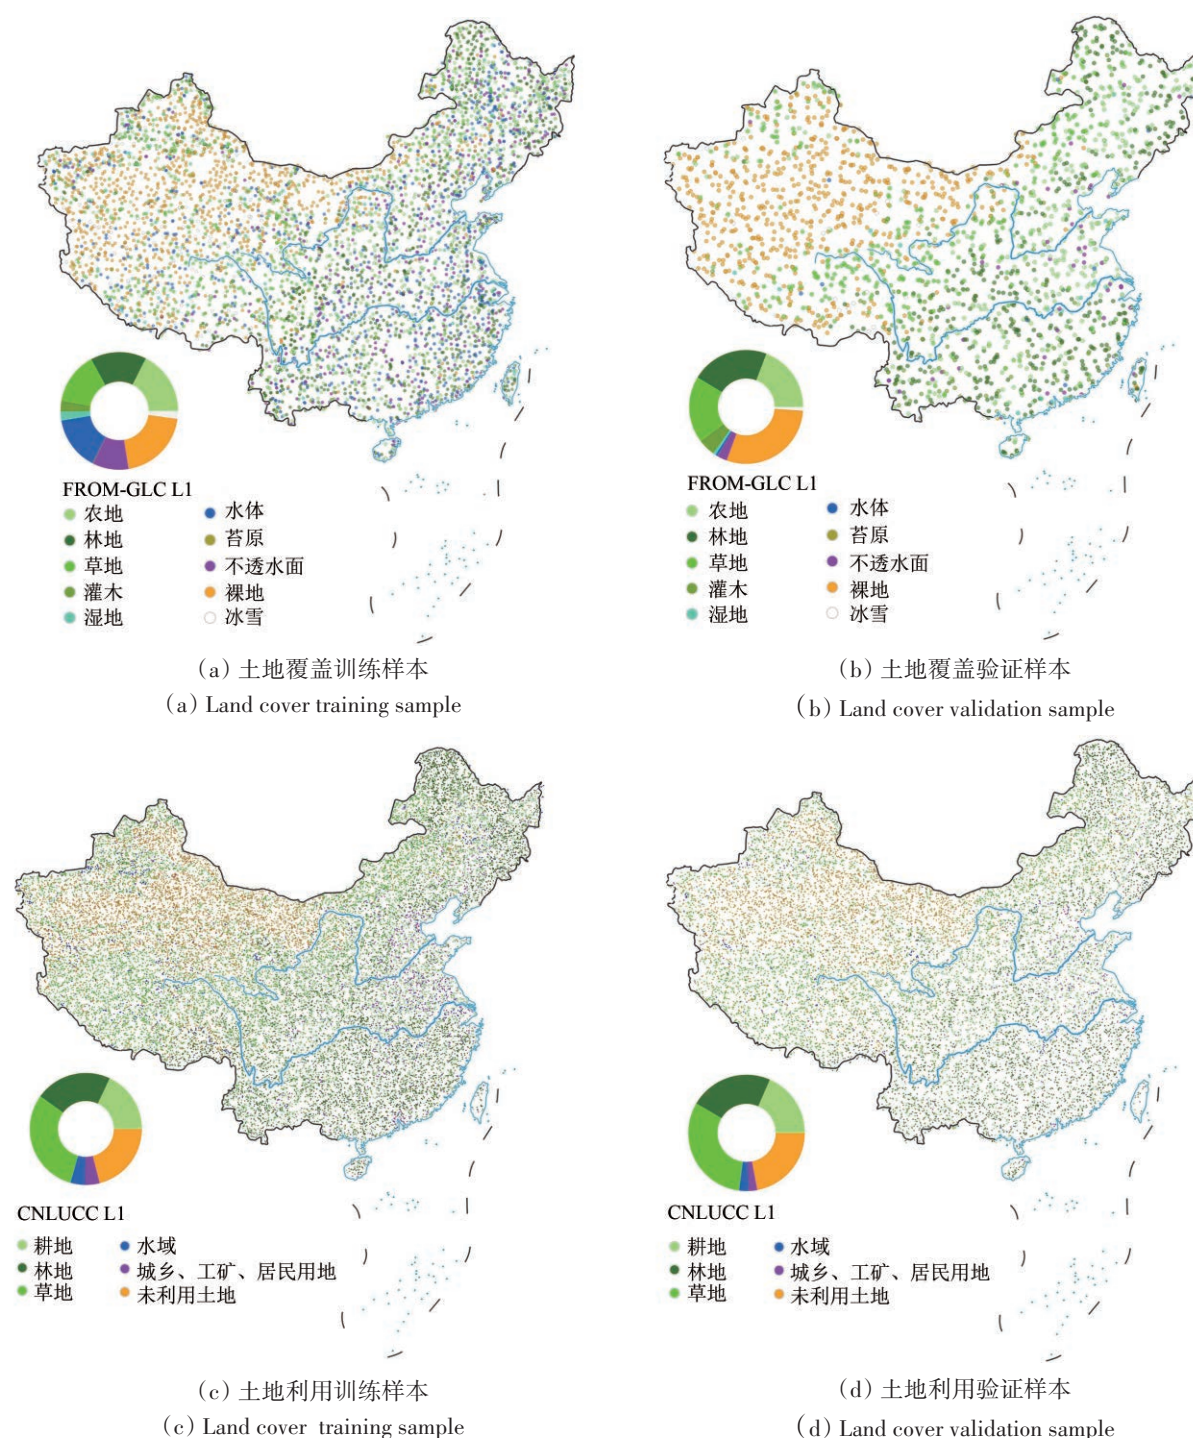 FROM-GLC L1
农地
林地
草地
灌木
湿地
水体
苔原
不透水面
裸地
冰雪
(a) 土地覆盖训练样本
(a) Land cover training sample
FROM-GLC L1
农地
林地
草地
灌木
湿地
水体
苔原
不透水面
裸地
冰雪
(b) 土地覆盖验证样本
(b) Land cover validation sample
CNLUCC L1
耕地
林地
草地
水域
城乡、工矿、居民用地
未利用土地
(c) 土地利用训练样本
(c) Land cover training sample
CNLUCC L1
耕地
林地
草地
水域
城乡、工矿、居民用地
未利用土地
(d) 土地利用验证样本
(d) Land cover validation sample